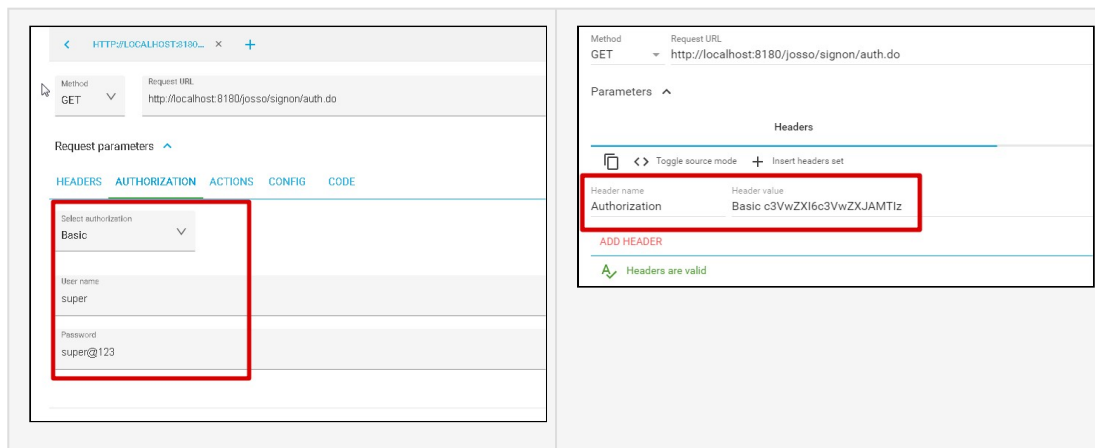 HTTP://LOCALHOST:8180... × +
Method
GET
Request URL
http://localhost:8180/josso/signon/auth.do
Request parameters
HEADERS AUTHORIZATION ACTIONS CONFIG CODE
Select authorization
Basic
User name
super
Password
super@123
Method Request URL
GET http://localhost:8180/josso/signon/auth.do
Parameters
Headers
<> Toggle source mode + Insert headers set
Header name Header value
Authorization Basic c3VwZXI6c3VwZXJAMTIz
ADD HEADER
Headers are valid